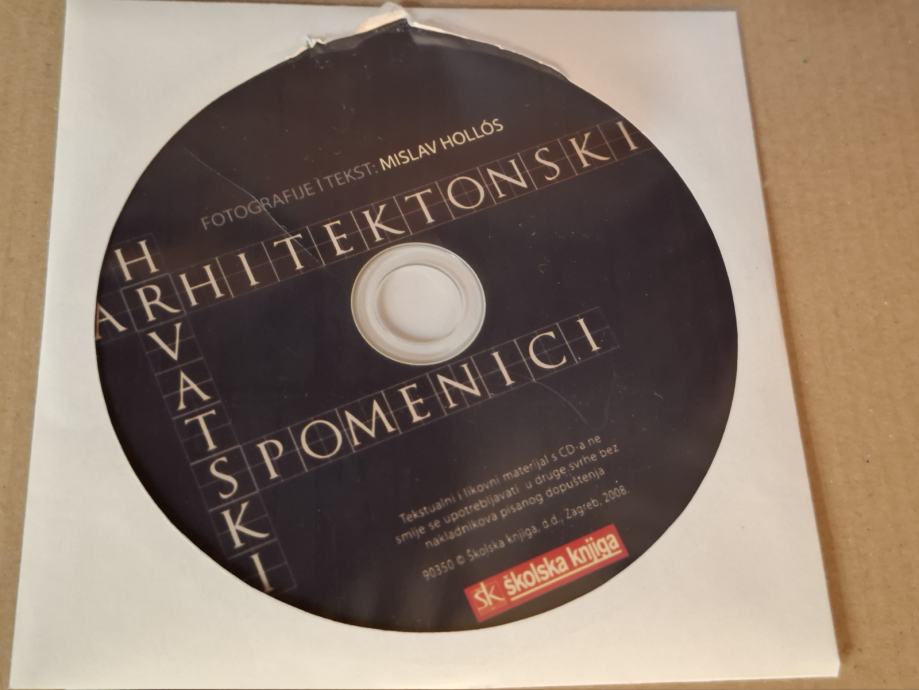 FOTOGRAFIJE I TEKST: MISLAV HOLLÓS
HRVATSKI
ARHITEKTONSKI
SPOMENICI
Tekstualni i likovni materijal s CD-a ne
smije se upotrebljavati u druge svrhe bez
nakladnikova pisanog dopuštenja
90350 © Školska knjiga, d.d., Zagreb, 2008.
sk školska knjiga